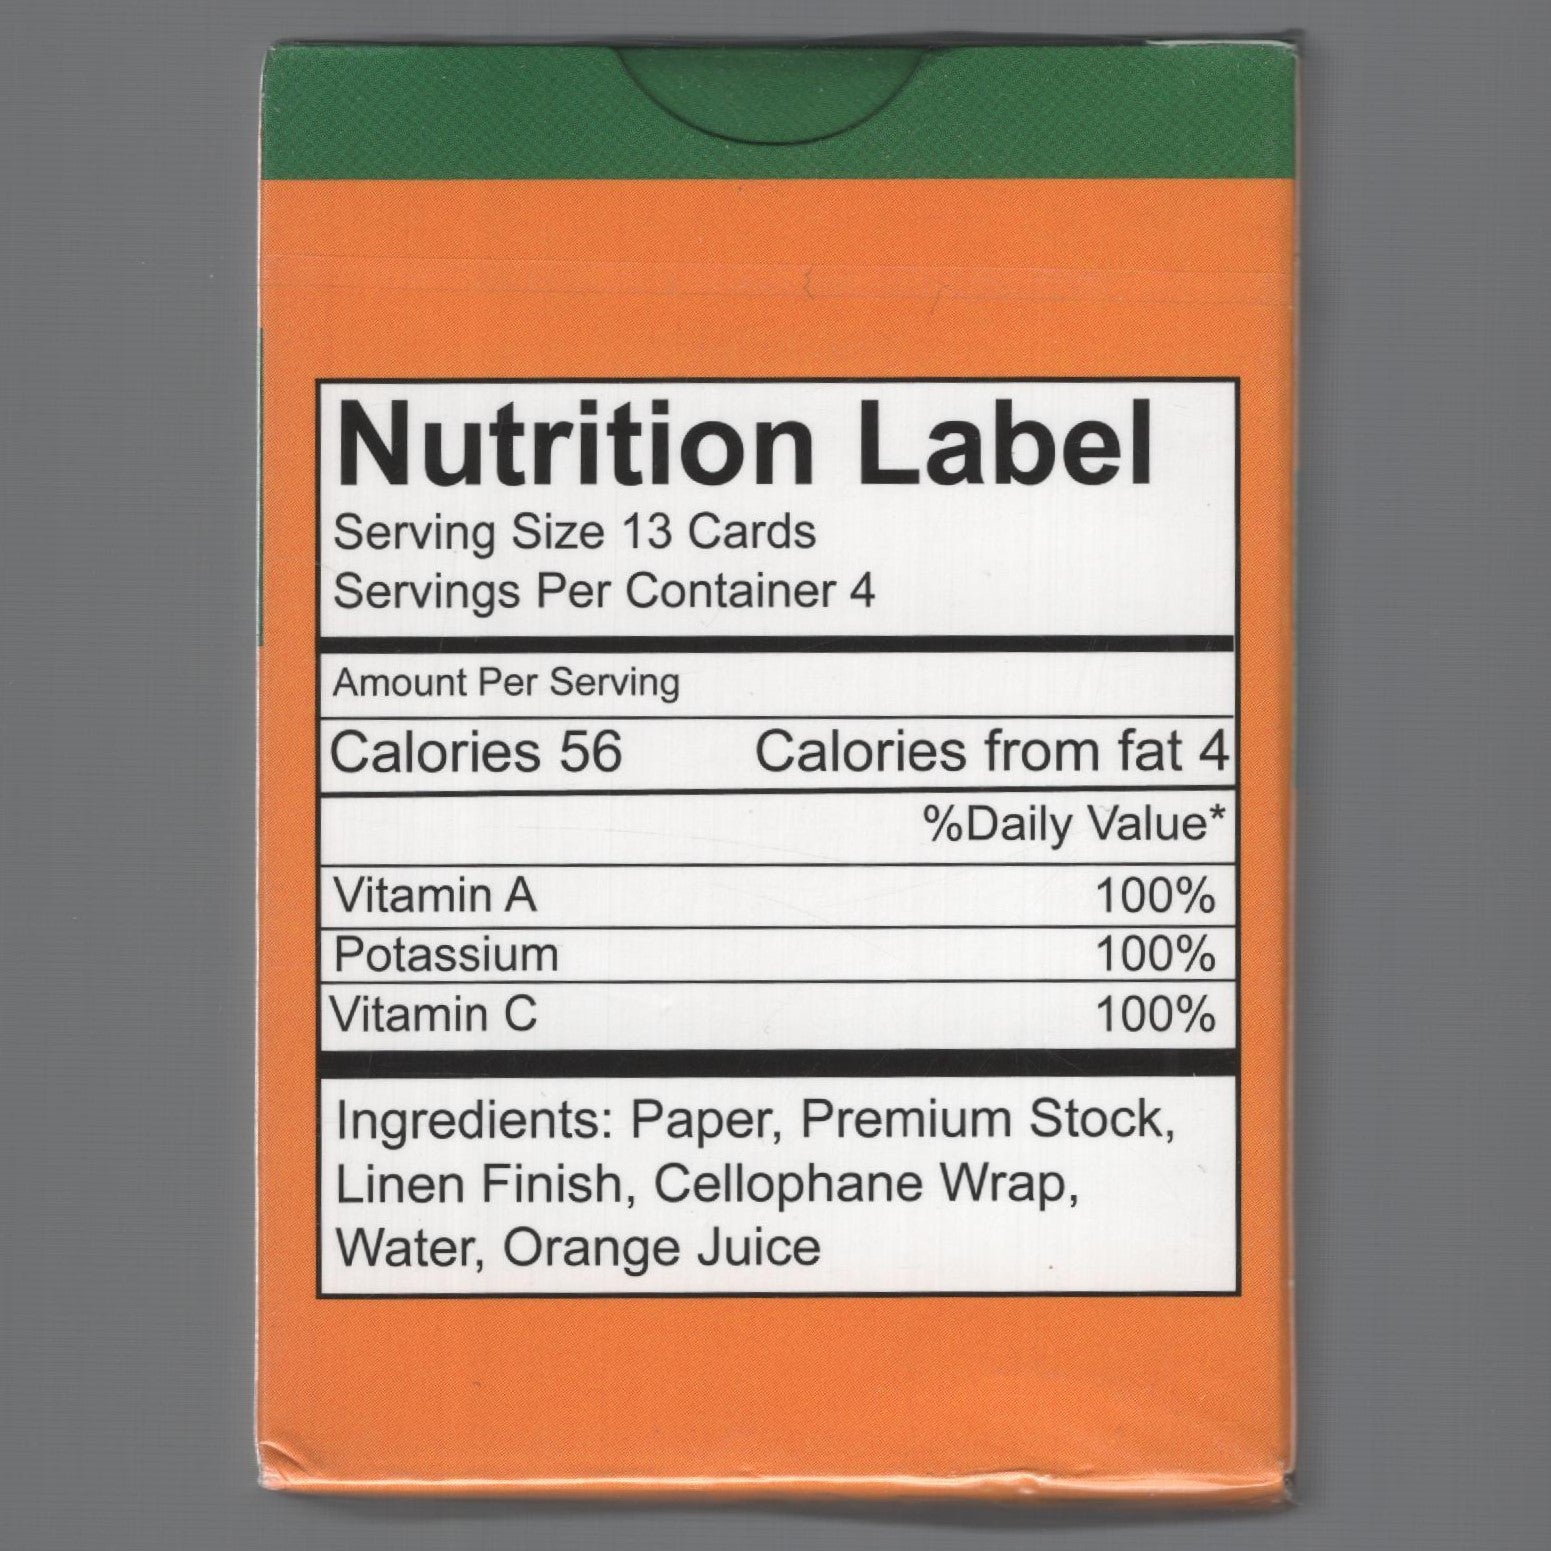 Nutrition Label
Serving Size 13 Cards
Servings Per Container 4
Amount Per Serving
Calories 56 Calories from fat 4
%Daily Value*
Vitamin A 100%
Potassium 100%
Vitamin C 100%
Ingredients: Paper, Premium Stock,
Linen Finish, Cellophane Wrap,
Water, Orange Juice